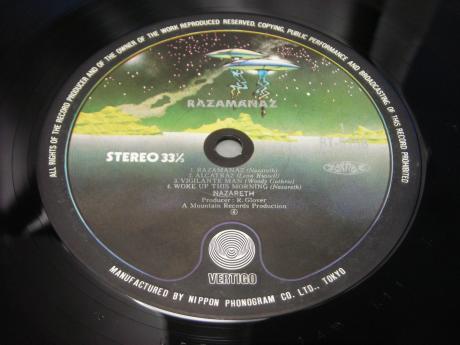 ALL RIGHTS OF THE RECORD PRODUCER AND OF THE OWNER OF THE WORK REPRODUCED RESERVED. COPYING, PUBLIC PERFORMANCE AND BROADCASTING OF THIS RECORD PROHIBITED
RAZAMANAZ
STEREO 33⅓
1. RAZAMANAZ (Nazareth)
2. ALCATRAZ (Leon Russell)
3. VIGILANTE MAN (Woody Guthrie)
4. WOKE UP THIS MORNING (Nazareth)
NAZARETH
Producer : R. Glover
A Mountain Records Production
VERTIGO
MANUFACTURED BY NIPPON PHONOGRAM CO. LTD., TOKYO